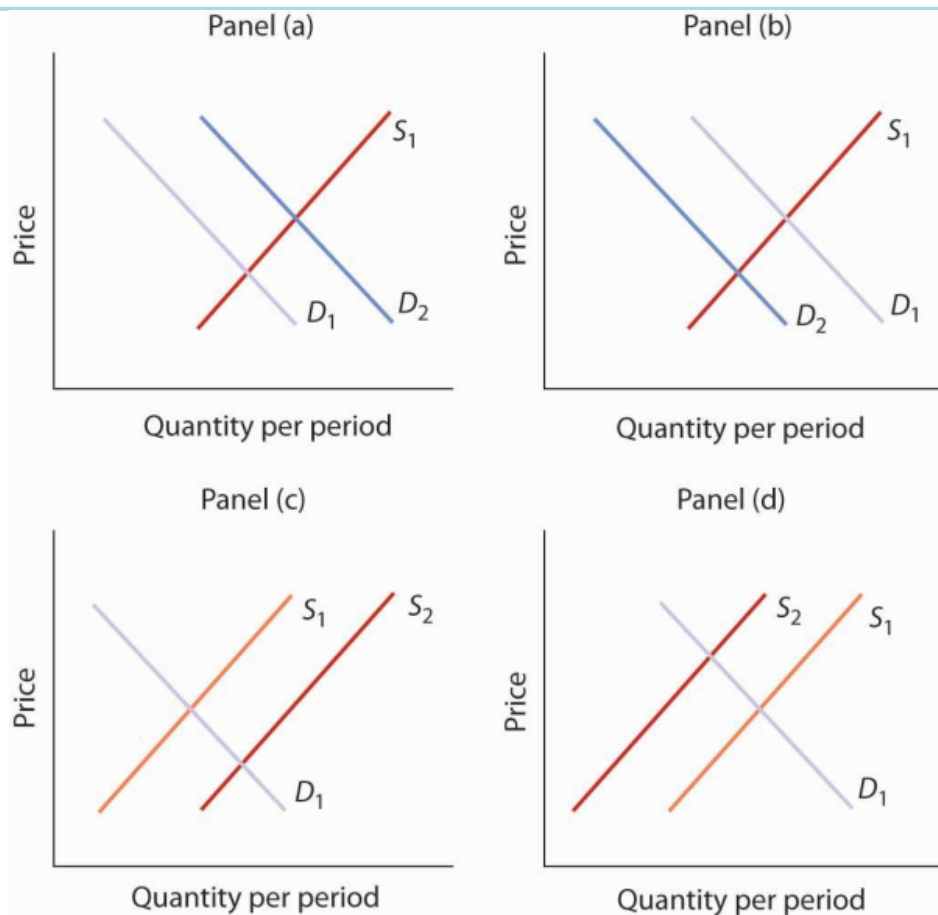 Panel (a)
Price
S₁
D₁
D₂
Quantity per period
Panel (b)
Price
S₁
D₂
D₁
Quantity per period
Panel (c)
Price
S₁
S₂
D₁
Quantity per period
Panel (d)
Price
S₂
S₁
D₁
Quantity per period